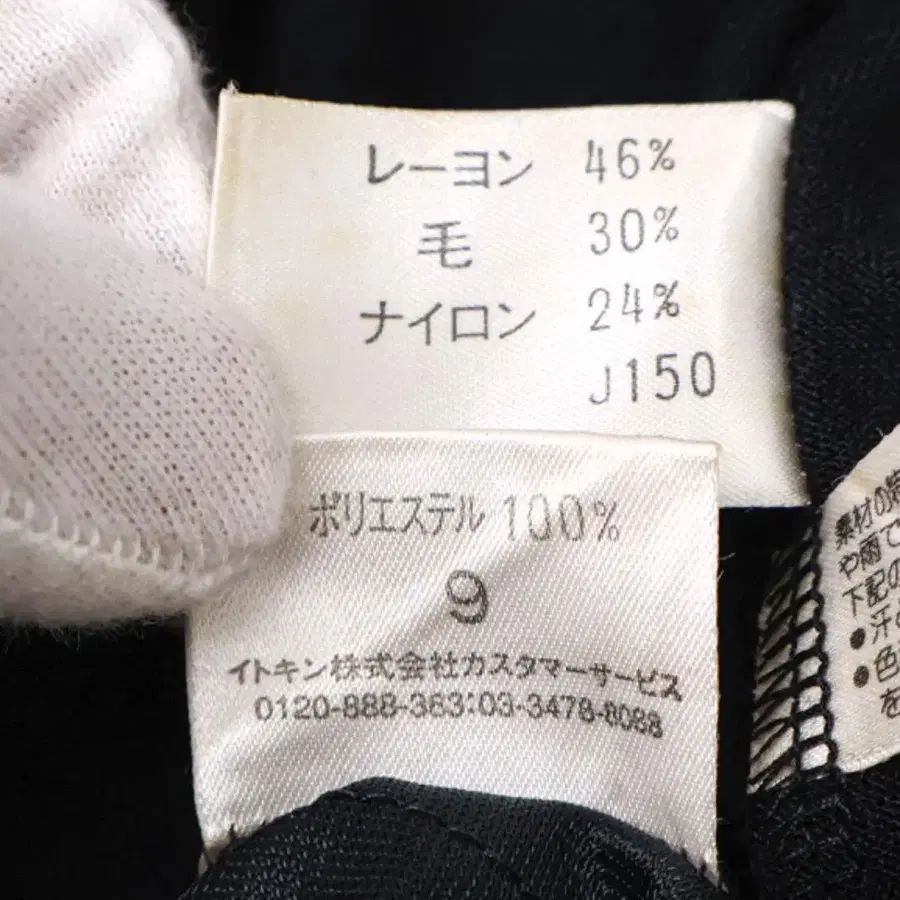 レーヨン 46%
毛 30%
ナイロン 24%
J150
ポリエステル 100%
9
イトキン株式会社カスタマーサービス
0120-888-363:03-3478-8088
素材の
や雨で
下記の
●汗
●色
を